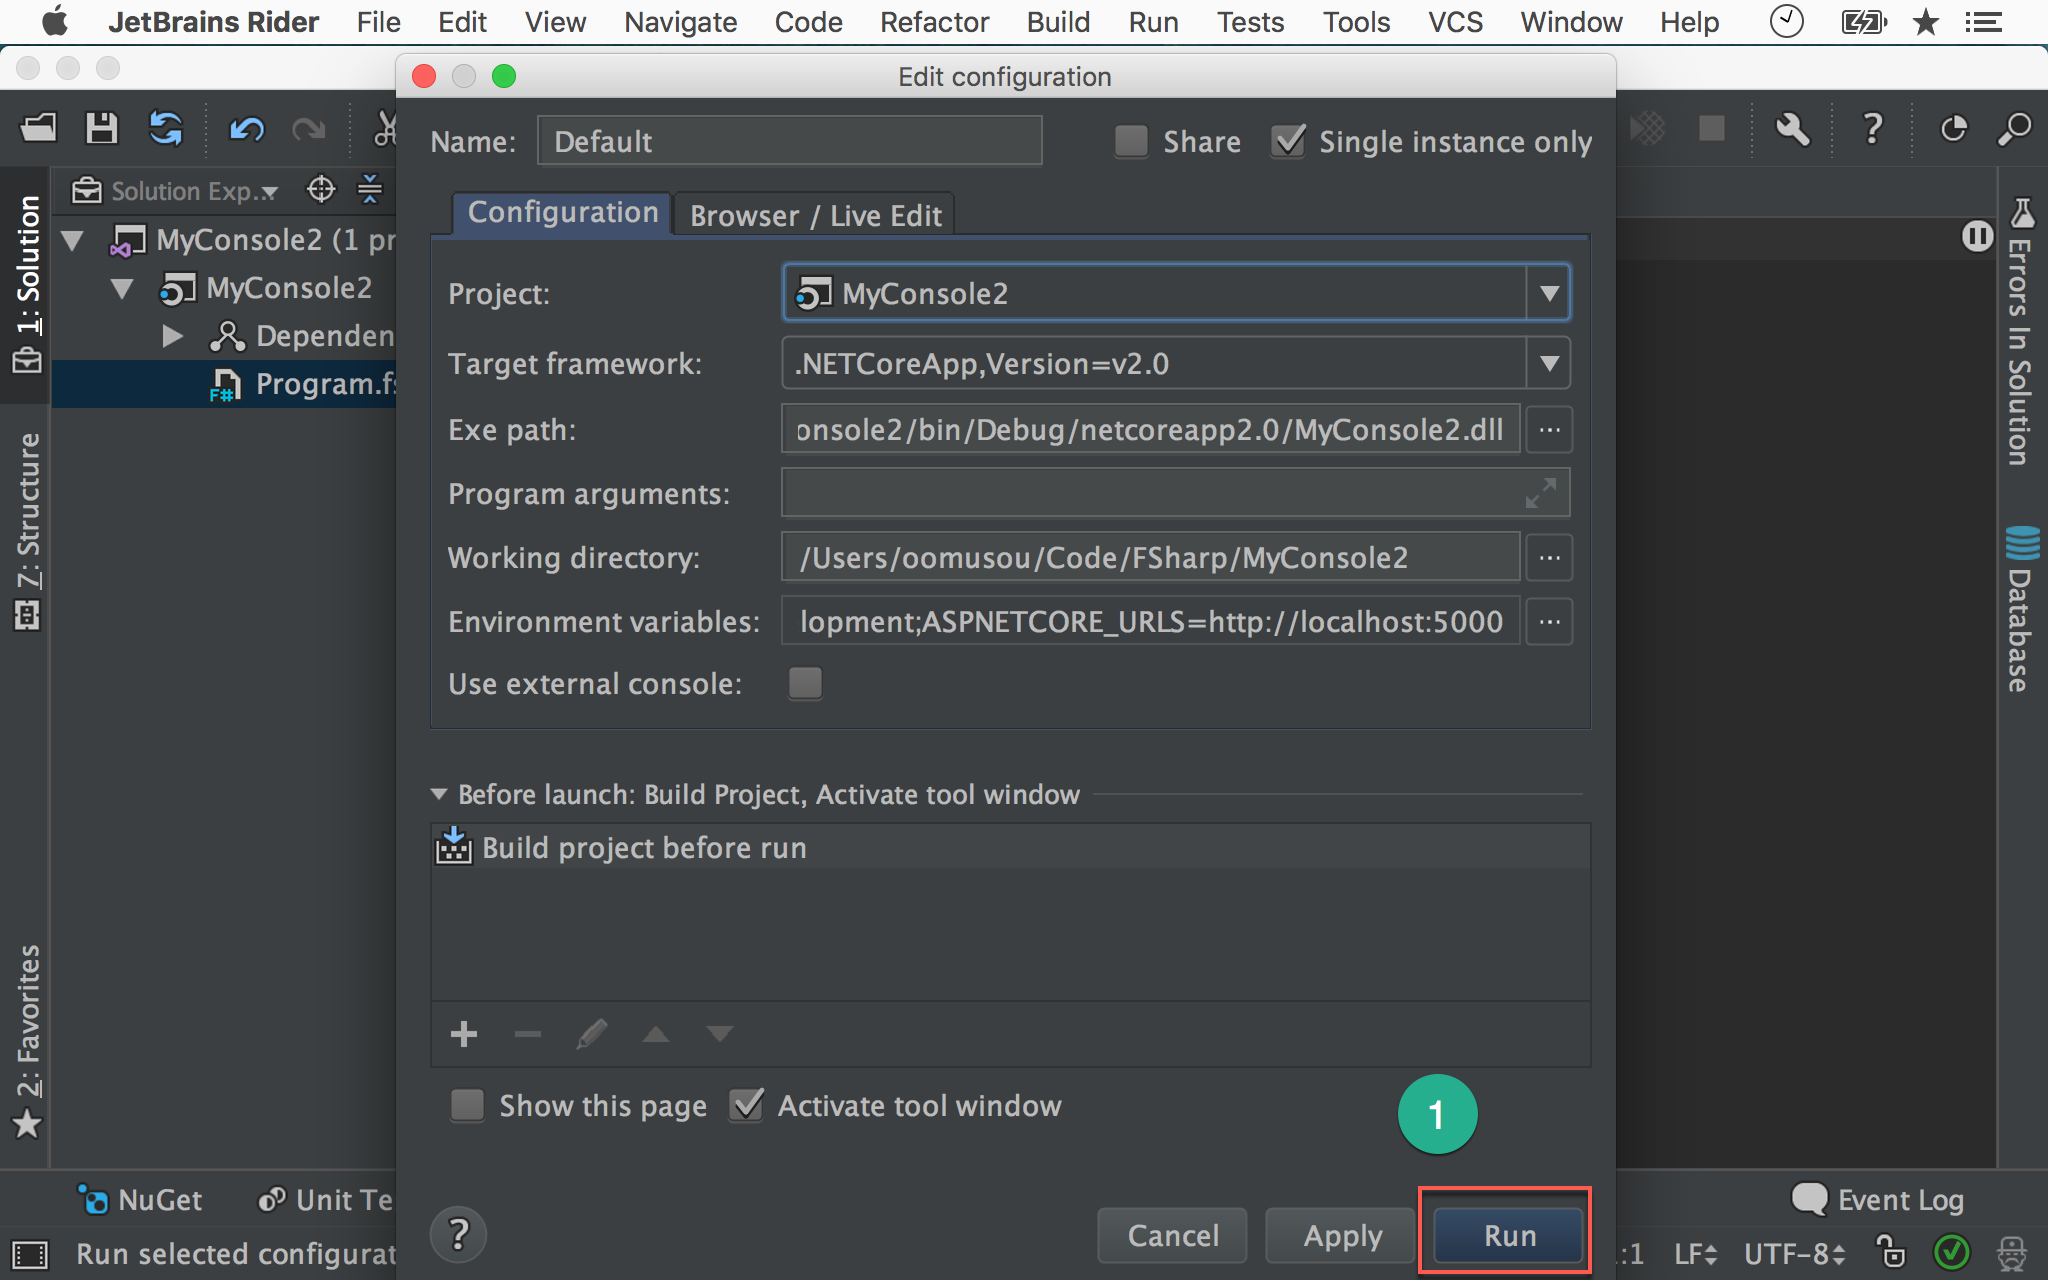 JetBrains Rider File Edit View Navigate Code Refactor Build Run Tests Tools VCS Window Help
Edit configuration
Name: Default Share Single instance only
Solution Exp...
Configuration Browser / Live Edit
MyConsole2 (1 pr
MyConsole2
Dependen
Program.fs
F#
1: Solution
7: Structure
2: Favorites
Project: MyConsole2
Target framework: .NETCoreApp,Version=v2.0
Exe path: onsole2/bin/Debug/netcoreapp2.0/MyConsole2.dll ...
Program arguments:
Working directory: /Users/oomusou/Code/FSharp/MyConsole2 ...
Environment variables: lopment;ASPNETCORE_URLS=http://localhost:5000 ...
Use external console:
Before launch: Build Project, Activate tool window
Build project before run
Show this page Activate tool window
1
? Cancel Apply Run
Errors In Solution
Database
NuGet Unit Te
Event Log
Run selected configurat
:1 LF UTF-8